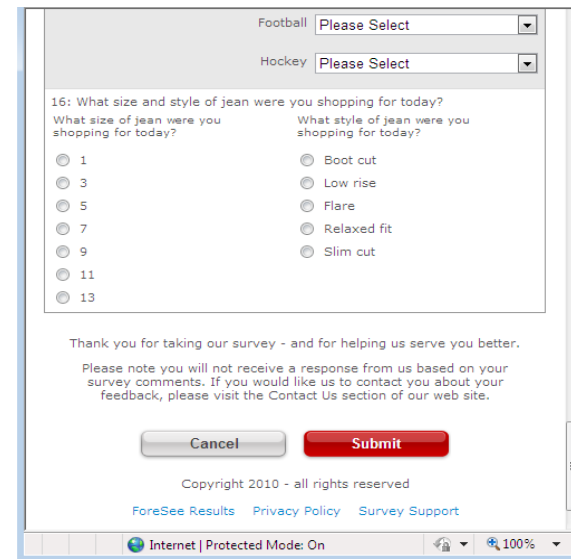 Football Please Select
Hockey Please Select
16: What size and style of jean were you shopping for today?
What size of jean were you
shopping for today?
What style of jean were you
shopping for today?
1
3
5
7
9
11
13
Boot cut
Low rise
Flare
Relaxed fit
Slim cut
Thank you for taking our survey - and for helping us serve you better.
Please note you will not receive a response from us based on your
survey comments. If you would like us to contact you about your
feedback, please visit the Contact Us section of our web site.
Cancel Submit
Copyright 2010 - all rights reserved
ForeSee Results Privacy Policy Survey Support
Internet | Protected Mode: On 100%